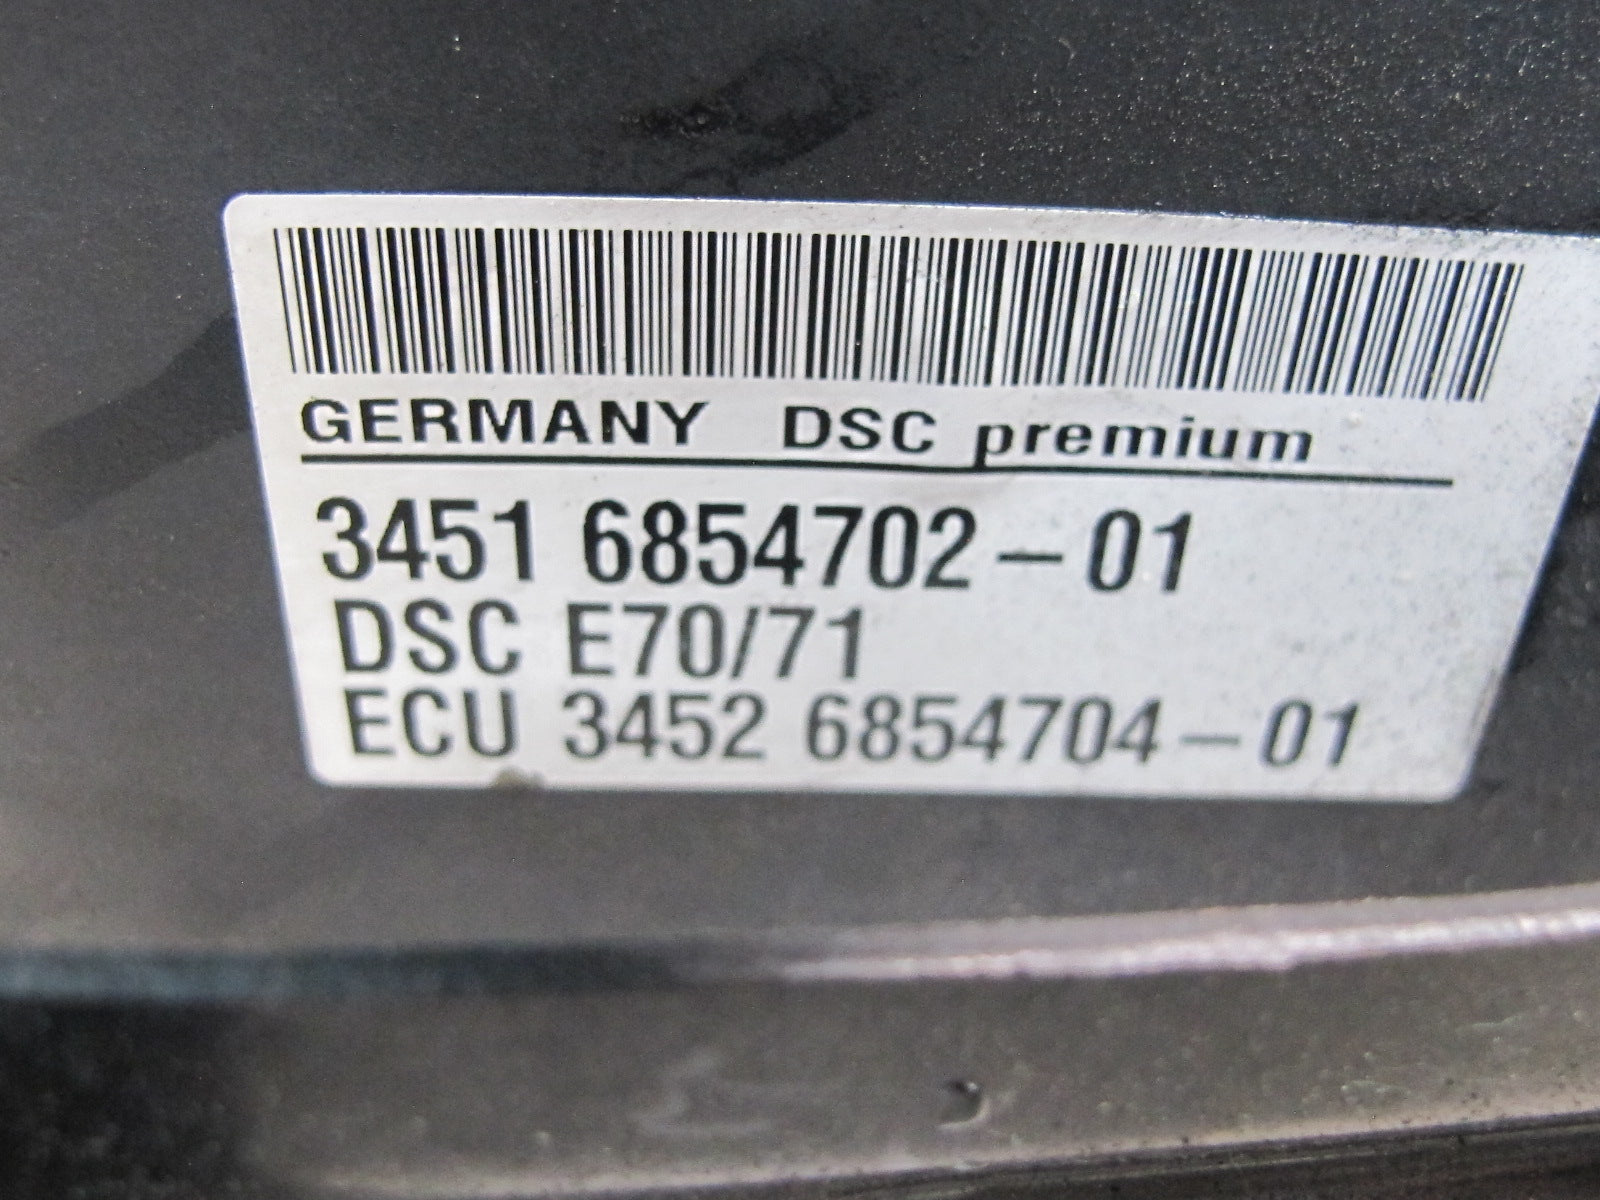 GERMANY DSC premium
3451 6854702-01
DSC E70/71
ECU 3452 6854704-01